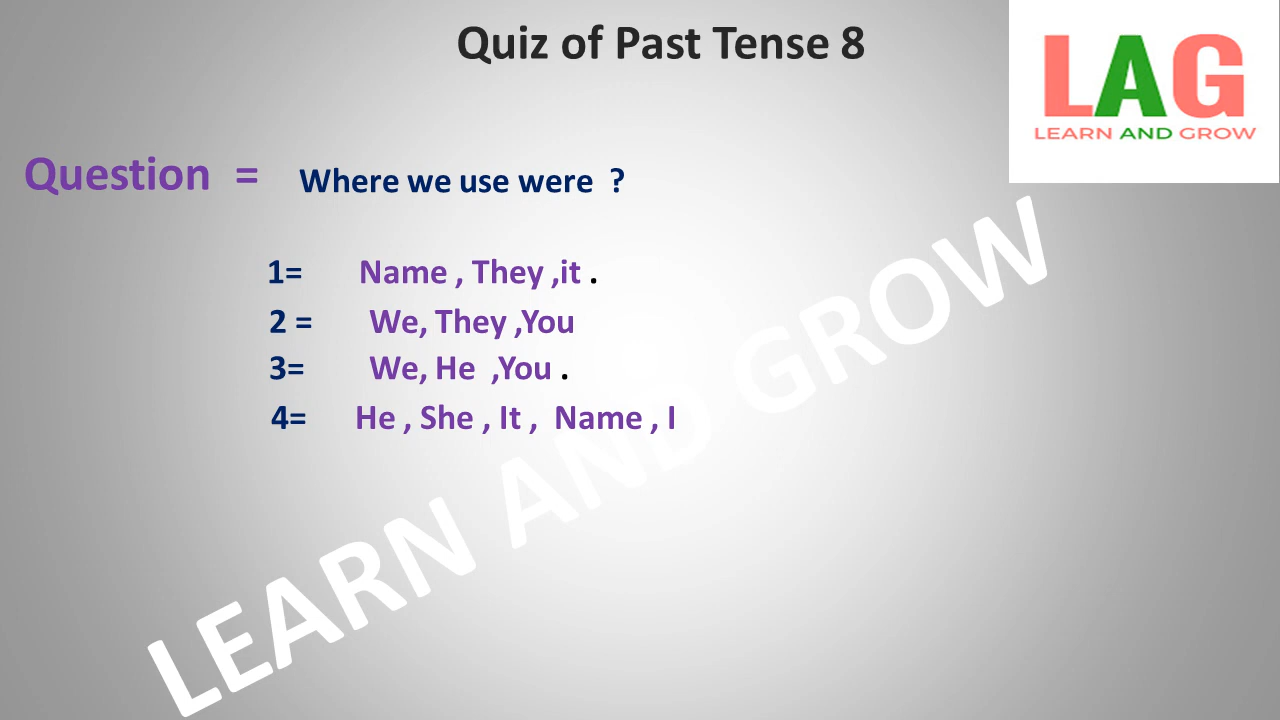 Quiz of Past Tense 8
LAG
LEARN AND GROW
Question = Where we use were ?
1= Name , They ,it .
2 = We, They ,You
3= We, He ,You .
4= He , She , It , Name , I
LEARN AND GROW